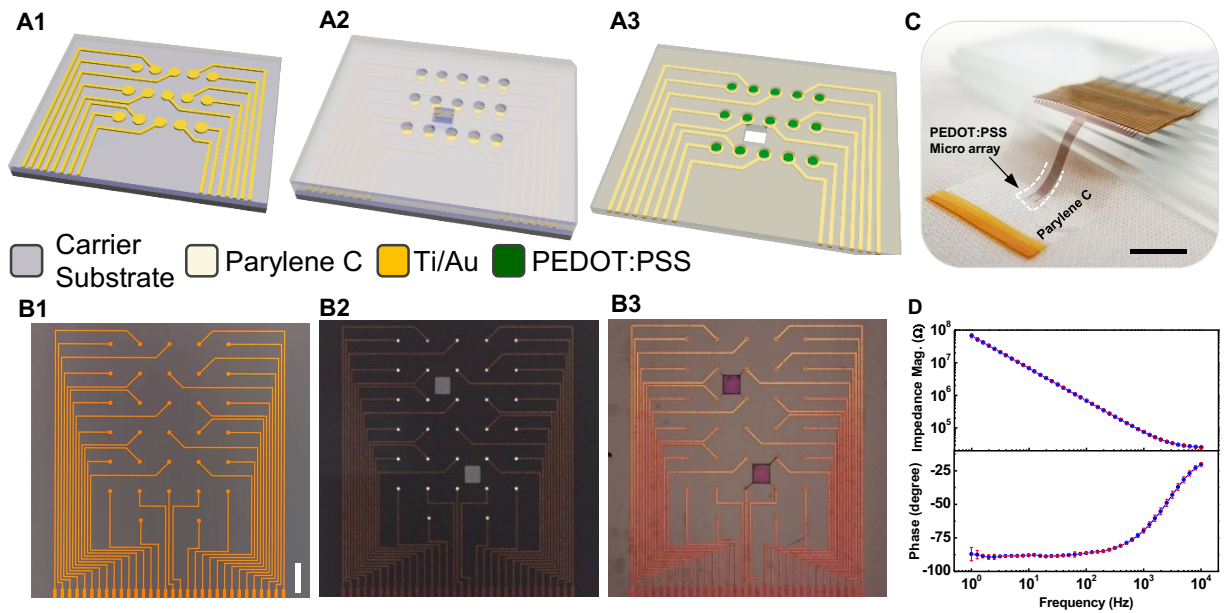 A1
A2
A3
C
PEDOT:PSS
Micro array
Parylene C
Carrier
Substrate
Parylene C
Ti/Au
PEDOT:PSS
B1
B2
B3
D
Impedance Mag. (Ω)
10⁸
10⁷
10⁶
10⁵
Phase (degree)
-25
-50
-75
-100
10⁰
10¹
10²
10³
10⁴
Frequency (Hz)